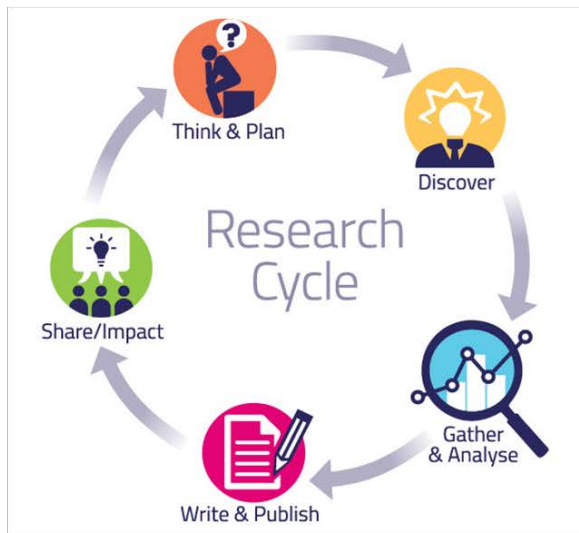 ?
Think & Plan
Discover
Research
Cycle
Share/Impact
Gather
& Analyse
Write & Publish